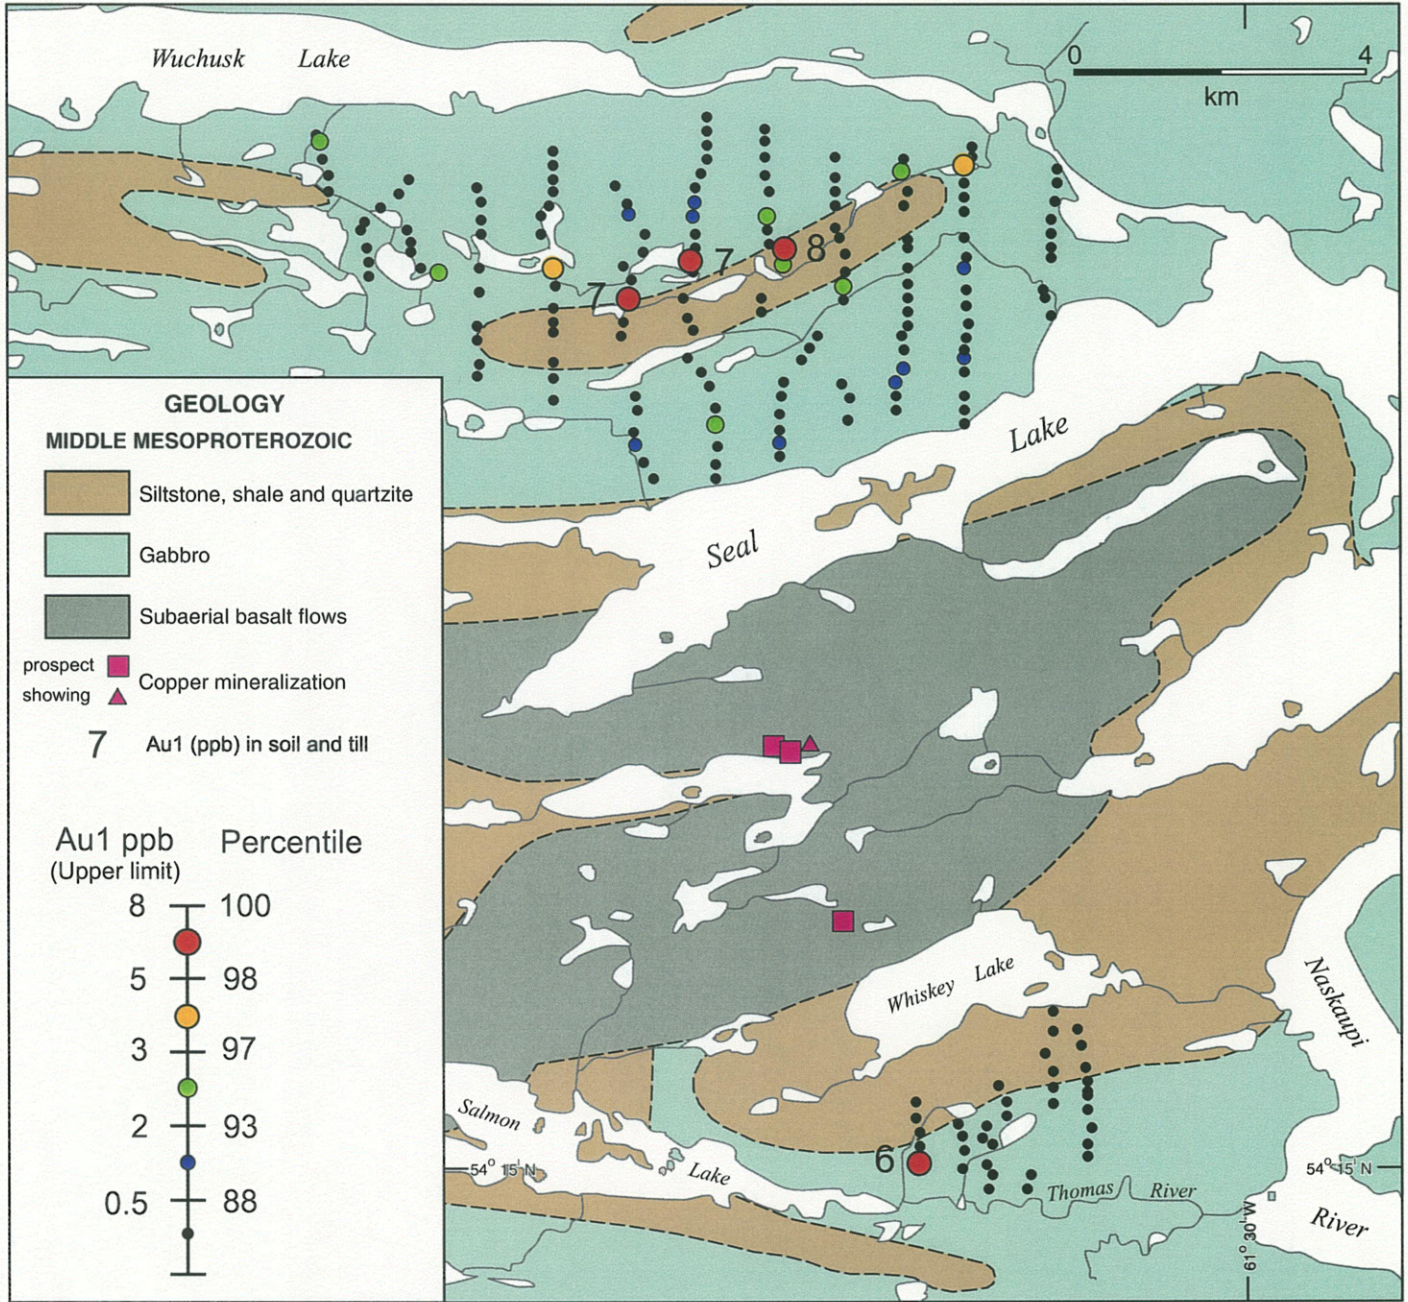 Wuchusk Lake
0 4
km
7
8
7
Lake
Seal
GEOLOGY
MIDDLE MESOPROTEROZOIC
Siltstone, shale and quartzite
Gabbro
Subaerial basalt flows
prospect
showing
Copper mineralization
7 Au1 (ppb) in soil and till
Au1 ppb Percentile
(Upper limit)
8 100
5 98
3 97
2 93
0.5 88
Whiskey Lake
Naskaupi
River
Salmon
Lake
54° 15' N
6
54° 15' N
Thomas River
61° 30' W